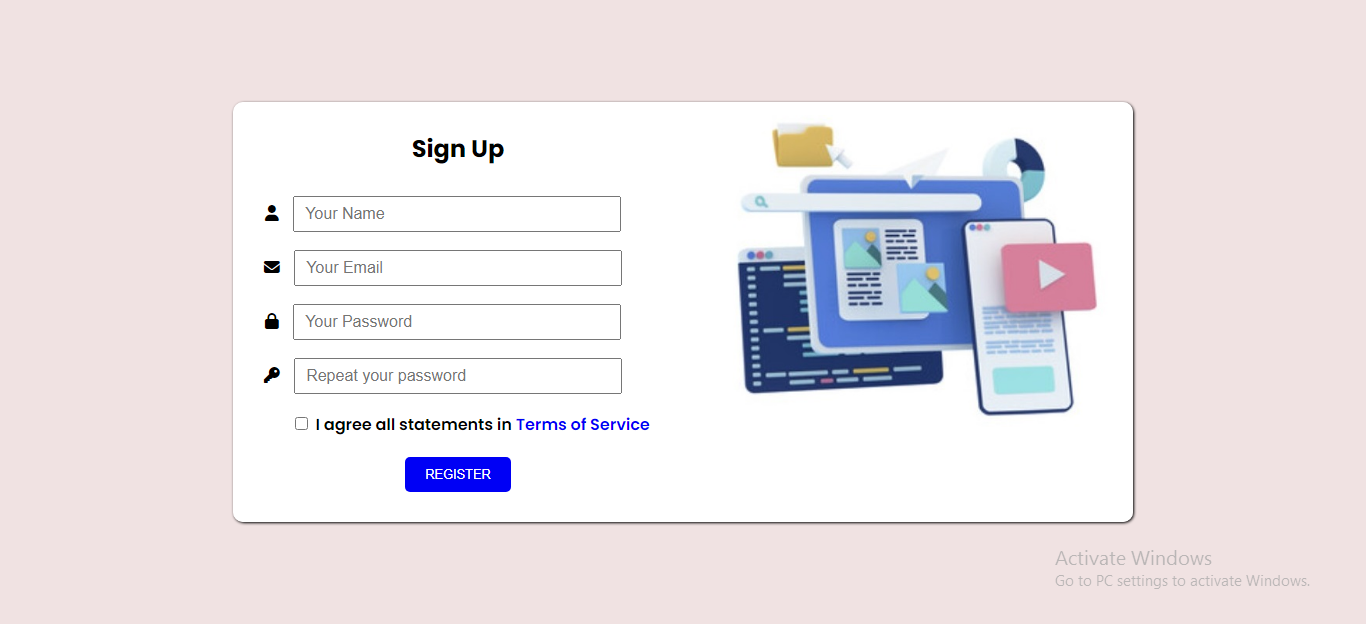 Sign Up
Your Name
Your Email
Your Password
Repeat your password
I agree all statements in Terms of Service
REGISTER
Activate Windows
Go to PC settings to activate Windows.